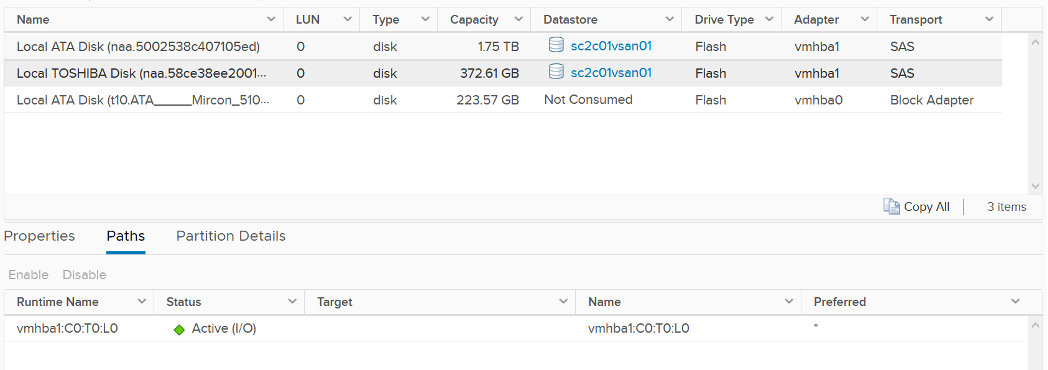 Name LUN Type Capacity Datastore Drive Type Adapter Transport
Local ATA Disk (naa.5002538c407105ed) 0 disk 1.75 TB sc2c01vsan01 Flash vmhba1 SAS
Local TOSHIBA Disk (naa.58ce38ee2001... 0 disk 372.61 GB sc2c01vsan01 Flash vmhba1 SAS
Local ATA Disk (t10.ATA_____Mircon_510... 0 disk 223.57 GB Not Consumed Flash vmhba0 Block Adapter
Copy All 3 items
Properties Paths Partition Details
Enable Disable
Runtime Name Status Target Name Preferred
vmhba1:C0:T0:L0 Active (I/O) vmhba1:C0:T0:L0 *